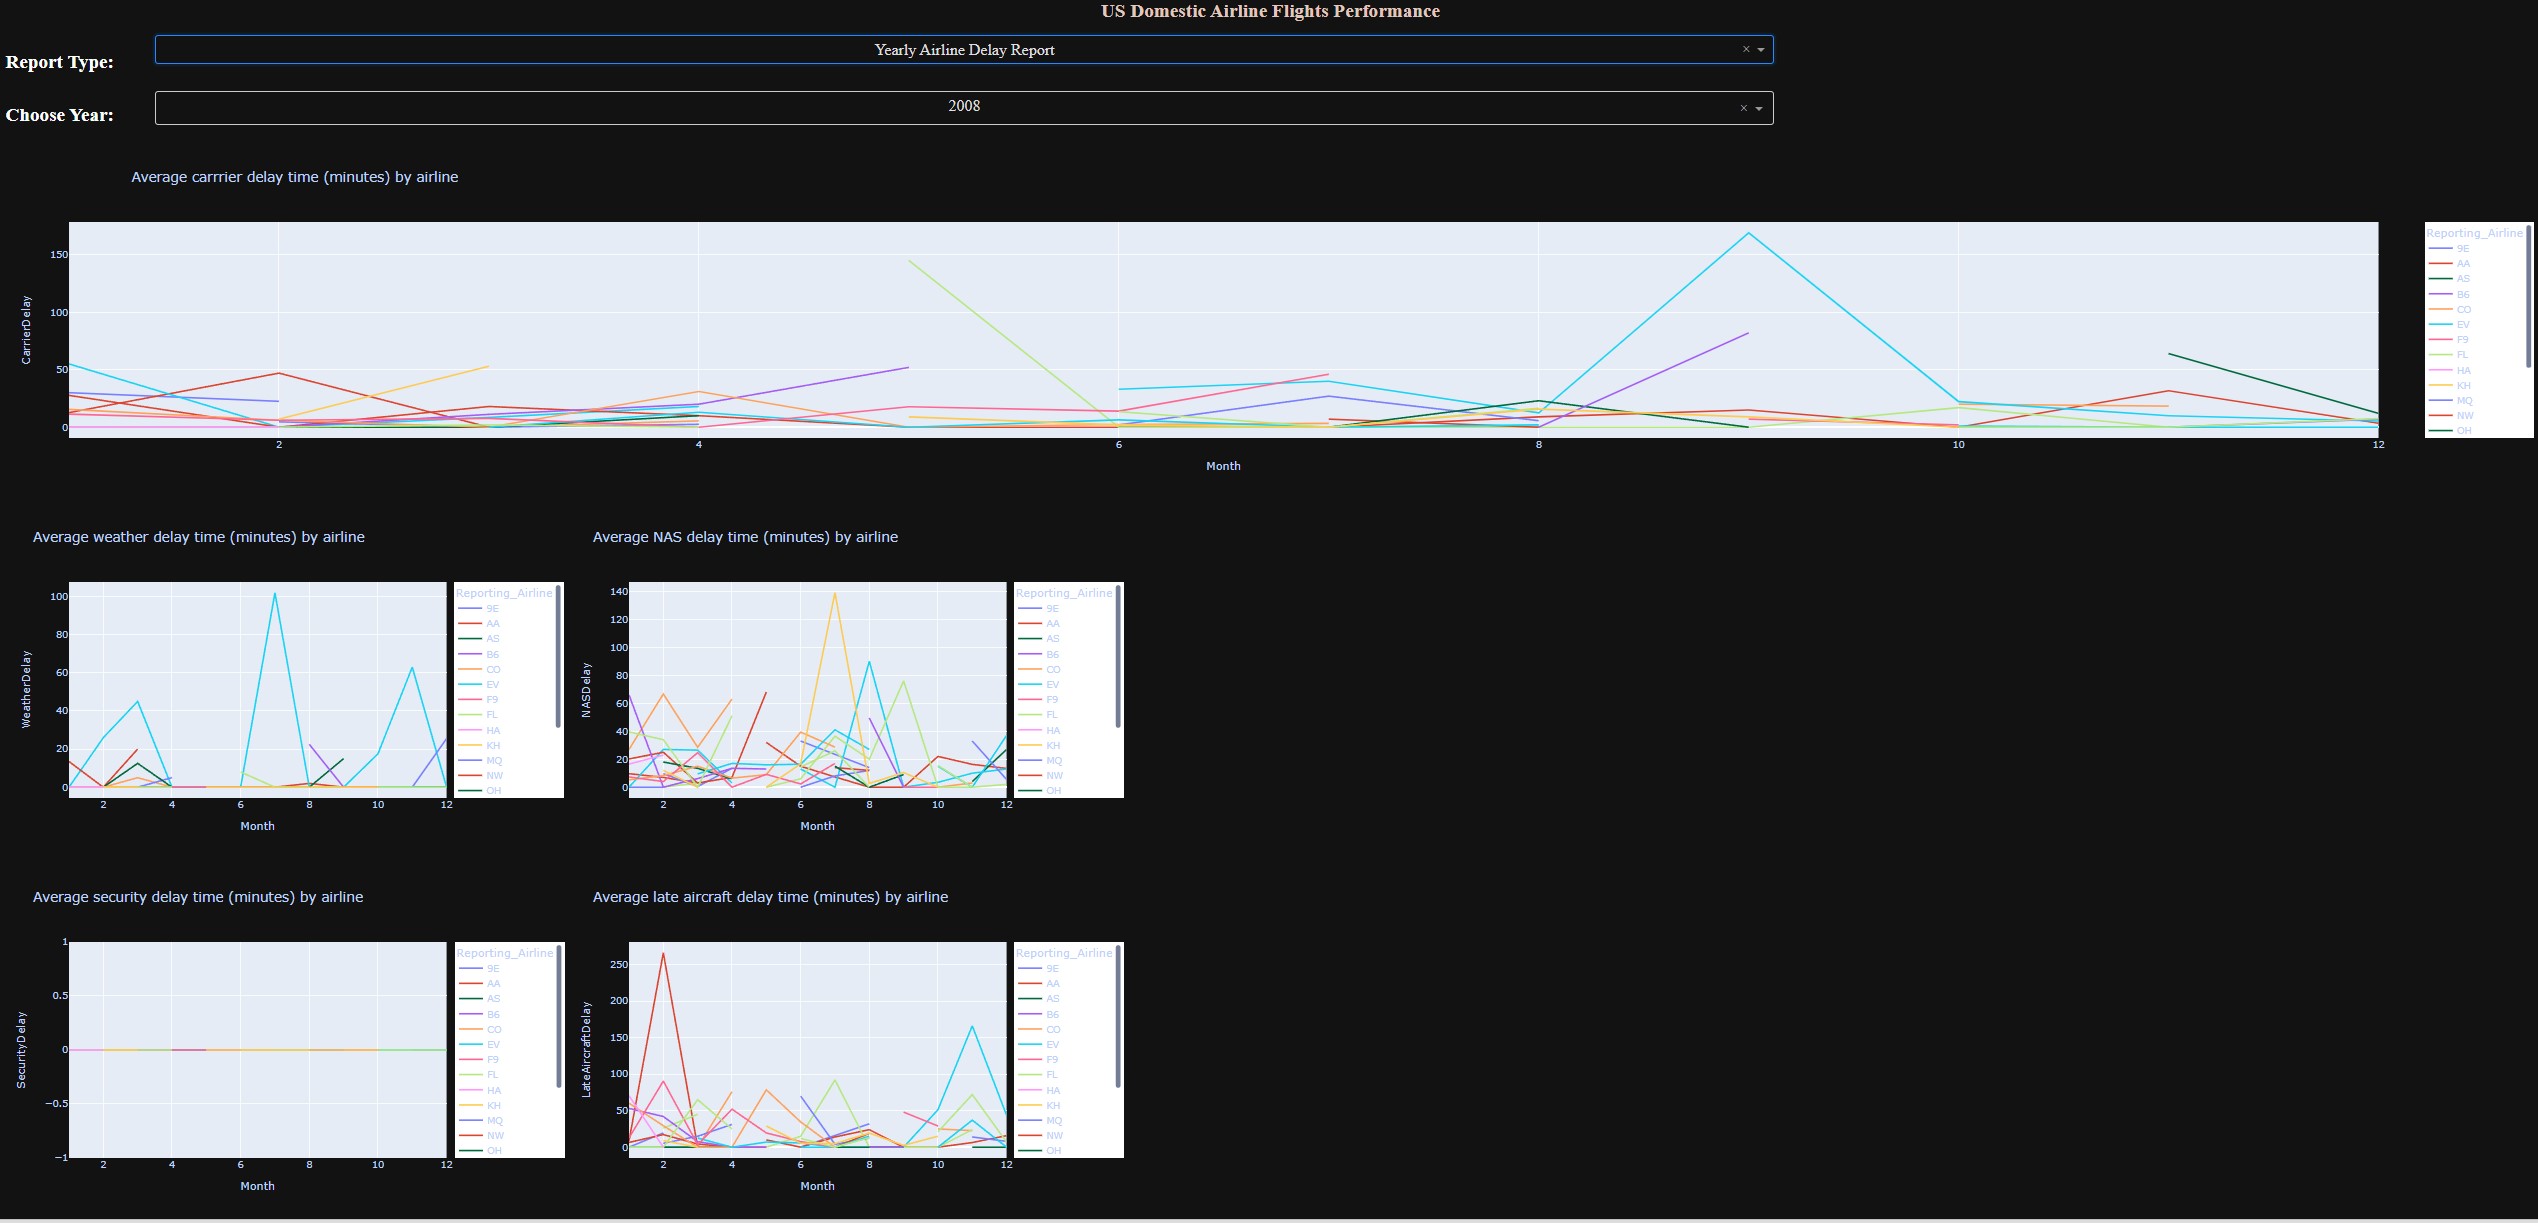 US Domestic Airline Flights Performance
Report Type:
Yearly Airline Delay Report
×
Choose Year:
2008
×
Average carrrier delay time (minutes) by airline
CarrierDelay
150
100
50
0
2
4
6
8
10
12
Month
Reporting_Airline
9E
AA
AS
B6
CO
EV
F9
FL
HA
KH
MQ
NW
OH
Average weather delay time (minutes) by airline
WeatherDelay
100
80
60
40
20
0
2
4
6
8
10
12
Month
Reporting_Airline
9E
AA
AS
B6
CO
EV
F9
FL
HA
KH
MQ
NW
OH
Average NAS delay time (minutes) by airline
NASDelay
140
120
100
80
60
40
20
0
2
4
6
8
10
12
Month
Reporting_Airline
9E
AA
AS
B6
CO
EV
F9
FL
HA
KH
MQ
NW
OH
Average security delay time (minutes) by airline
SecurityDelay
1
0.5
0
−0.5
−1
2
4
6
8
10
12
Month
Reporting_Airline
9E
AA
AS
B6
CO
EV
F9
FL
HA
KH
MQ
NW
OH
Average late aircraft delay time (minutes) by airline
LateAircraftDelay
250
200
150
100
50
0
2
4
6
8
10
12
Month
Reporting_Airline
9E
AA
AS
B6
CO
EV
F9
FL
HA
KH
MQ
NW
OH